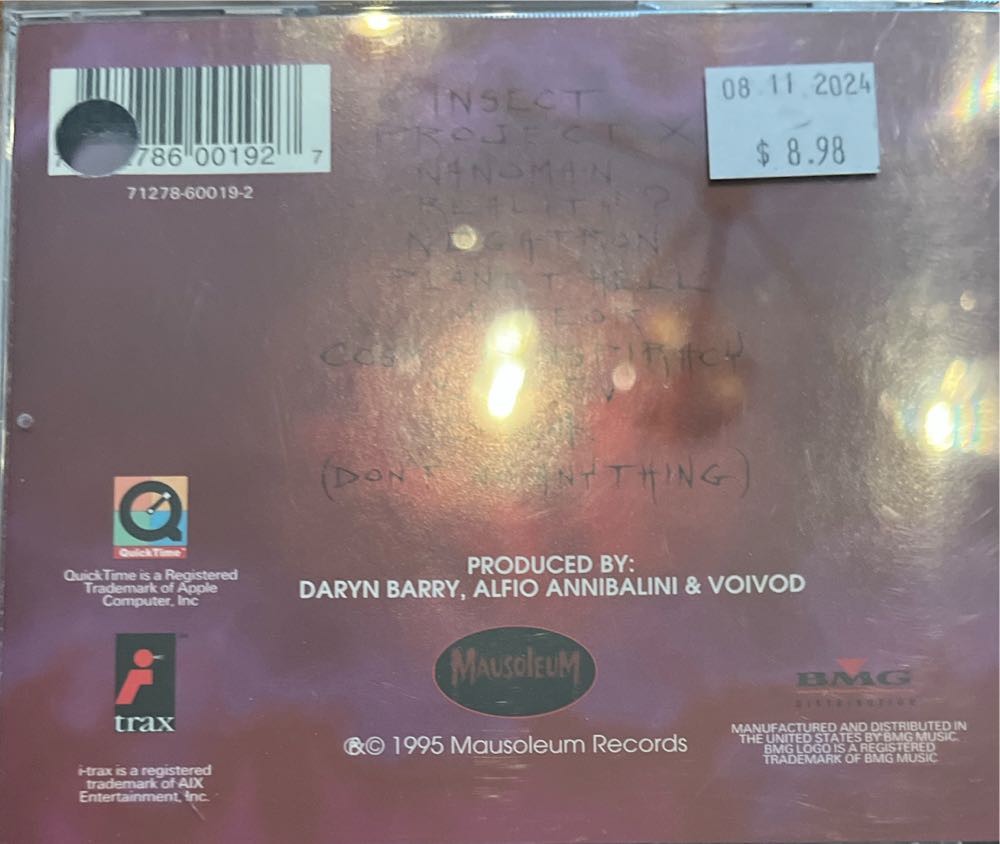 786 00192 7
71278-60019-2
08 11 2024
$ 8.98
INSECT
PROJECT X
NANOMAN
REALITY?
NEGATRON
PLANET HELL
METEOR
(DON'T ANYTHING)
PRODUCED BY:
DARYN BARRY, ALFIO ANNIBALINI & VOIVOD
QuickTime™
QuickTime is a Registered
Trademark of Apple
Computer, Inc
trax
i-trax is a registered
trademark of AIX
Entertainment, Inc.
MAUSOLEUM
℗© 1995 Mausoleum Records
BMG
DISTRIBUTION
MANUFACTURED AND DISTRIBUTED IN
THE UNITED STATES BY BMG MUSIC.
BMG LOGO IS A REGISTERED
TRADEMARK OF BMG MUSIC